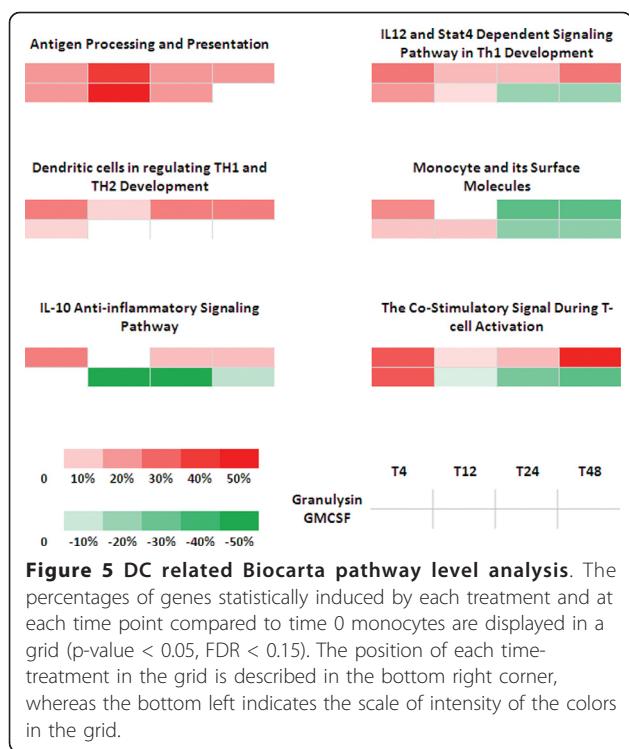 Antigen Processing and Presentation
IL12 and Stat4 Dependent Signaling
Pathway in Th1 Development
Dendritic cells in regulating TH1 and
TH2 Development
Monocyte and its Surface
Molecules
IL-10 Anti-inflammatory Signaling
Pathway
The Co-Stimulatory Signal During T-
cell Activation
0 10% 20% 30% 40% 50%
0 -10% -20% -30% -40% -50%
T4 T12 T24 T48
Granulysin
GMCSF
Figure 5 DC related Biocarta pathway level analysis. The
percentages of genes statistically induced by each treatment and at
each time point compared to time 0 monocytes are displayed in a
grid (p-value < 0.05, FDR < 0.15). The position of each time-
treatment in the grid is described in the bottom right corner,
whereas the bottom left indicates the scale of intensity of the colors
in the grid.